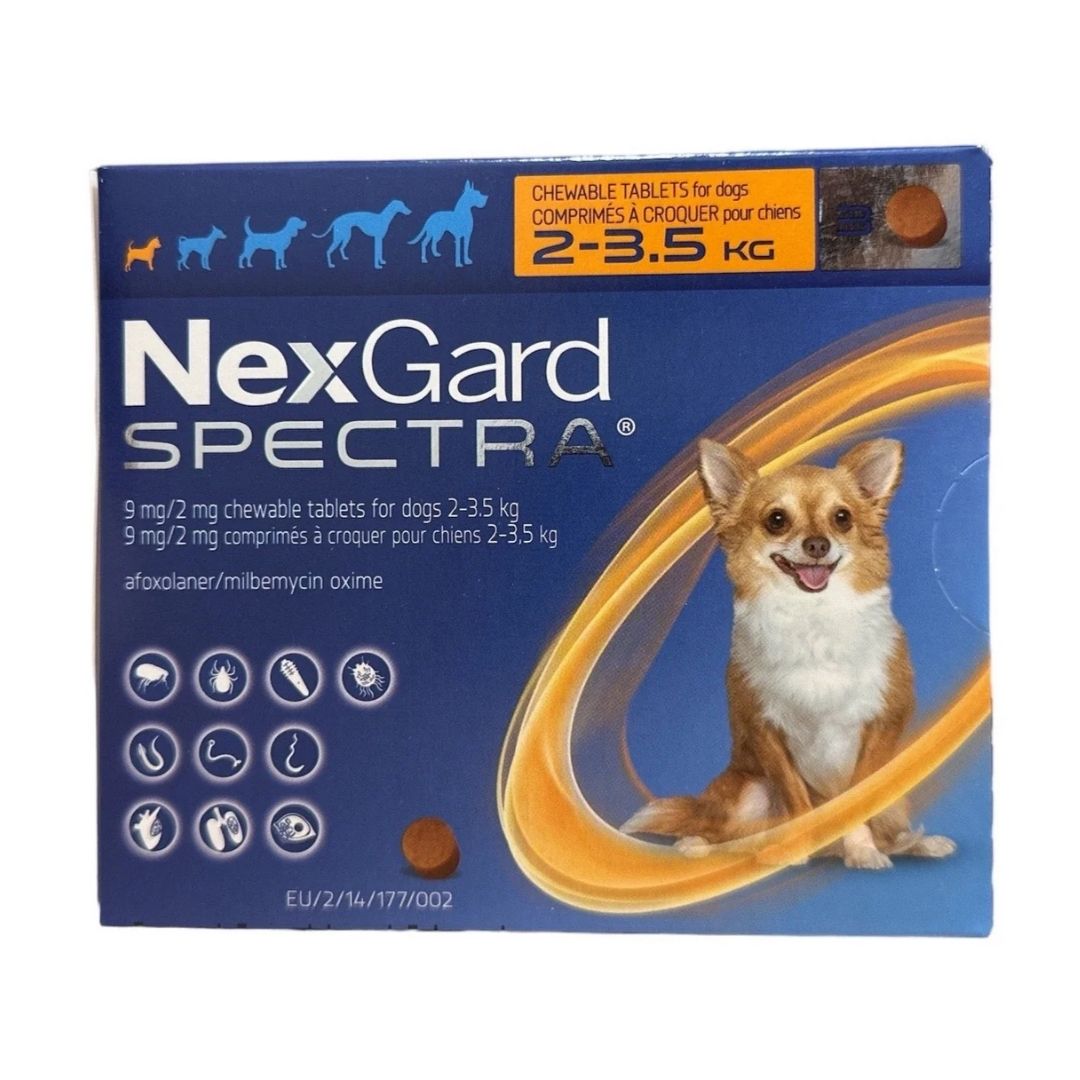 CHEWABLE TABLETS for dogs
COMPRIMÉS À CROQUER pour chiens
2-3.5 KG
3
NexGard
SPECTRA®
9 mg/2 mg chewable tablets for dogs 2-3.5 kg
9 mg/2 mg comprimés à croquer pour chiens 2-3,5 kg
afoxolaner/milbemycin oxime
EU/2/14/177/002